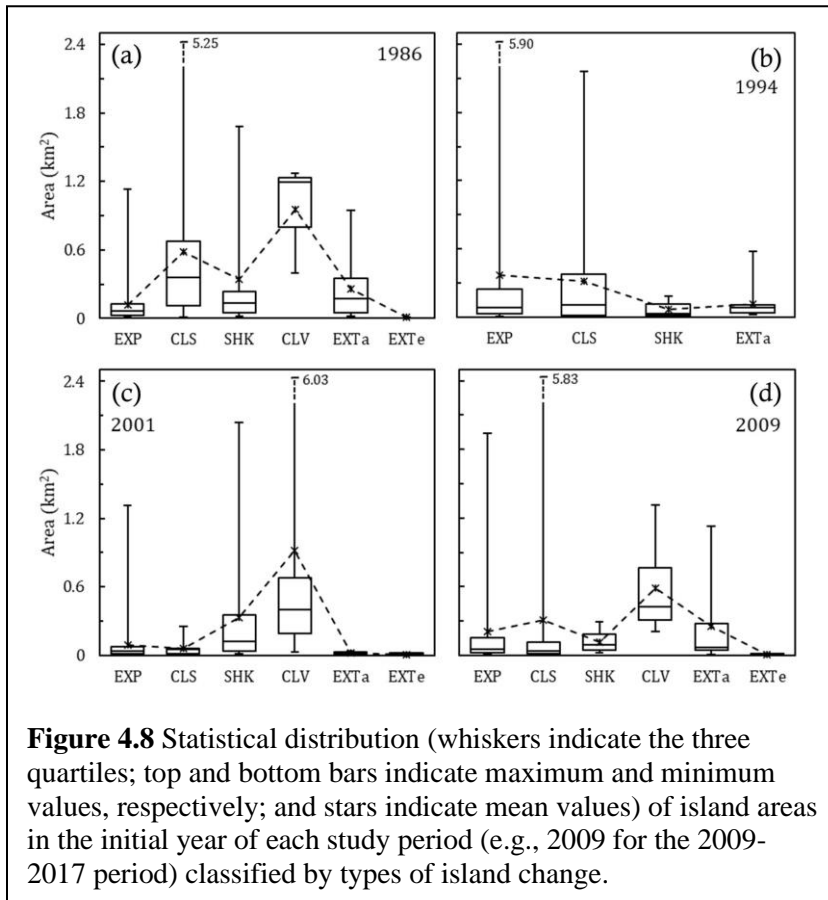 (a) 5.25 1986
2.4
1.8
1.2
0.6
0
Area (km²)
EXP CLS SHK CLV EXTa EXTe
5.90 (b)
1994
EXP CLS SHK EXTa
(c) 6.03
2001
2.4
1.8
1.2
0.6
0
Area (km²)
EXP CLS SHK CLV EXTa EXTe
5.83 (d)
2009
EXP CLS SHK CLV EXTa EXTe
Figure 4.8 Statistical distribution (whiskers indicate the three
quartiles; top and bottom bars indicate maximum and minimum
values, respectively; and stars indicate mean values) of island areas
in the initial year of each study period (e.g., 2009 for the 2009-
2017 period) classified by types of island change.